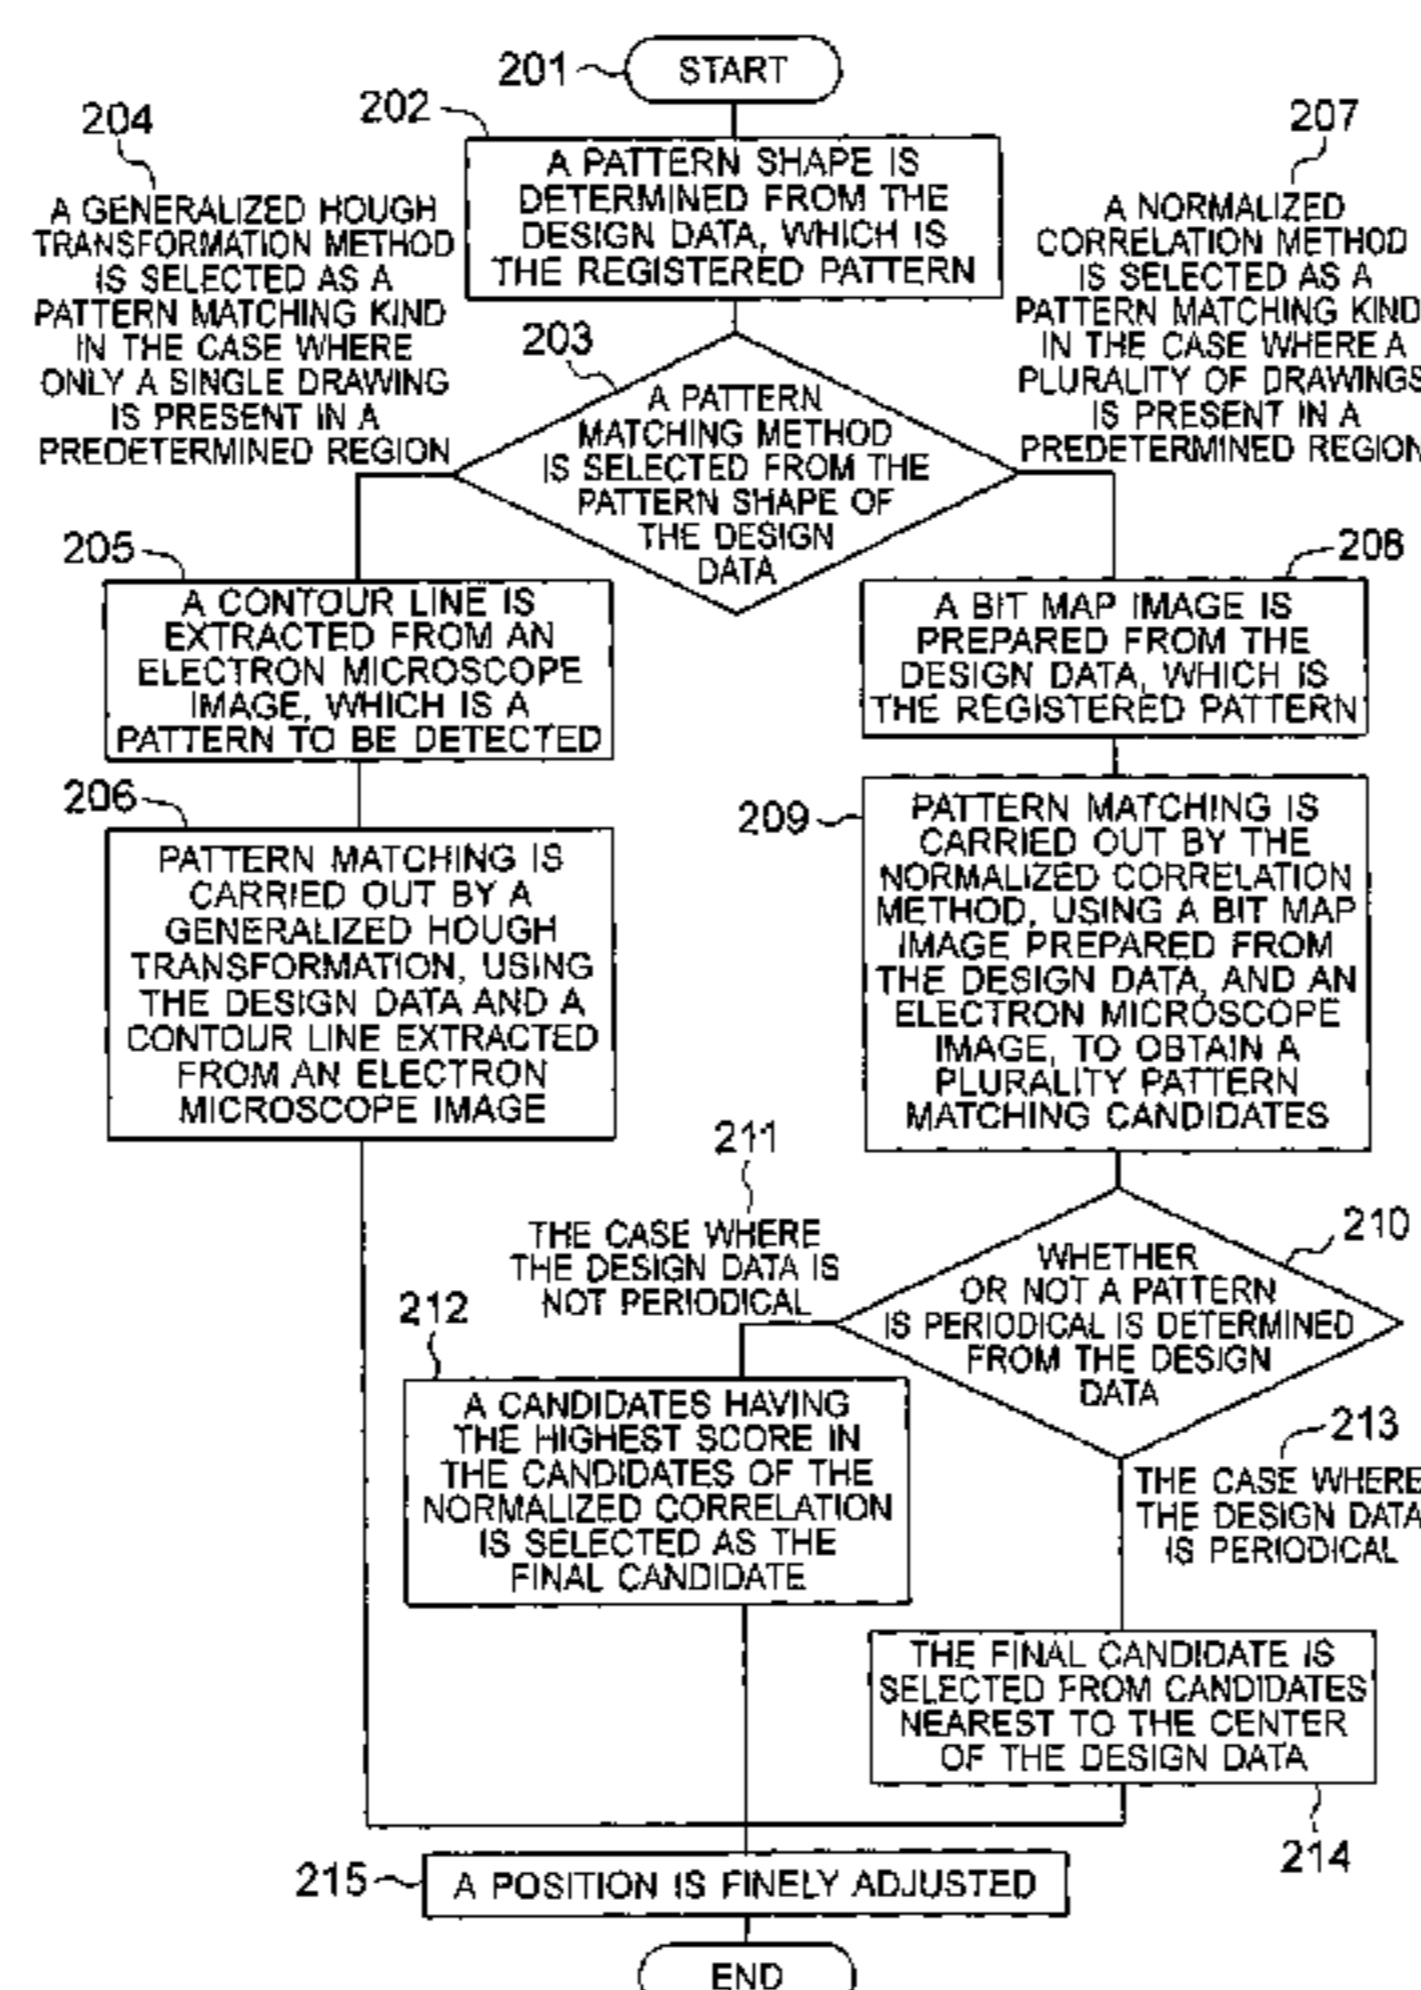 201
START
202
A PATTERN SHAPE IS
DETERMINED FROM THE
DESIGN DATA, WHICH IS
THE REGISTERED PATTERN
204
A GENERALIZED HOUGH
TRANSFORMATION METHOD
IS SELECTED AS A
PATTERN MATCHING KIND
IN THE CASE WHERE
ONLY A SINGLE DRAWING
IS PRESENT IN A
PREDETERMINED REGION
207
A NORMALIZED
CORRELATION METHOD
IS SELECTED AS A
PATTERN MATCHING KIND
IN THE CASE WHERE A
PLURALITY OF DRAWINGS
IS PRESENT IN A
PREDETERMINED REGION
203
A PATTERN
MATCHING METHOD
IS SELECTED FROM THE
PATTERN SHAPE OF
THE DESIGN
DATA
205
A CONTOUR LINE IS
EXTRACTED FROM AN
ELECTRON MICROSCOPE
IMAGE, WHICH IS A
PATTERN TO BE DETECTED
206
PATTERN MATCHING IS
CARRIED OUT BY A
GENERALIZED HOUGH
TRANSFORMATION, USING
THE DESIGN DATA AND A
CONTOUR LINE EXTRACTED
FROM AN ELECTRON
MICROSCOPE IMAGE
208
A BIT MAP IMAGE IS
PREPARED FROM THE
DESIGN DATA, WHICH IS
THE REGISTERED PATTERN
209
PATTERN MATCHING IS
CARRIED OUT BY THE
NORMALIZED CORRELATION
METHOD, USING A BIT MAP
IMAGE PREPARED FROM
THE DESIGN DATA, AND AN
ELECTRON MICROSCOPE
IMAGE, TO OBTAIN A
PLURALITY PATTERN
MATCHING CANDIDATES
210
WHETHER
OR NOT A PATTERN
IS PERIODICAL IS DETERMINED
FROM THE DESIGN
DATA
211
THE CASE WHERE
THE DESIGN DATA IS
NOT PERIODICAL
212
A CANDIDATES HAVING
THE HIGHEST SCORE IN
THE CANDIDATES OF THE
NORMALIZED CORRELATION
IS SELECTED AS THE
FINAL CANDIDATE
213
THE CASE WHERE
THE DESIGN DATA
IS PERIODICAL
THE FINAL CANDIDATE IS
SELECTED FROM CANDIDATES
NEAREST TO THE CENTER
OF THE DESIGN DATA
214
215
A POSITION IS FINELY ADJUSTED
END